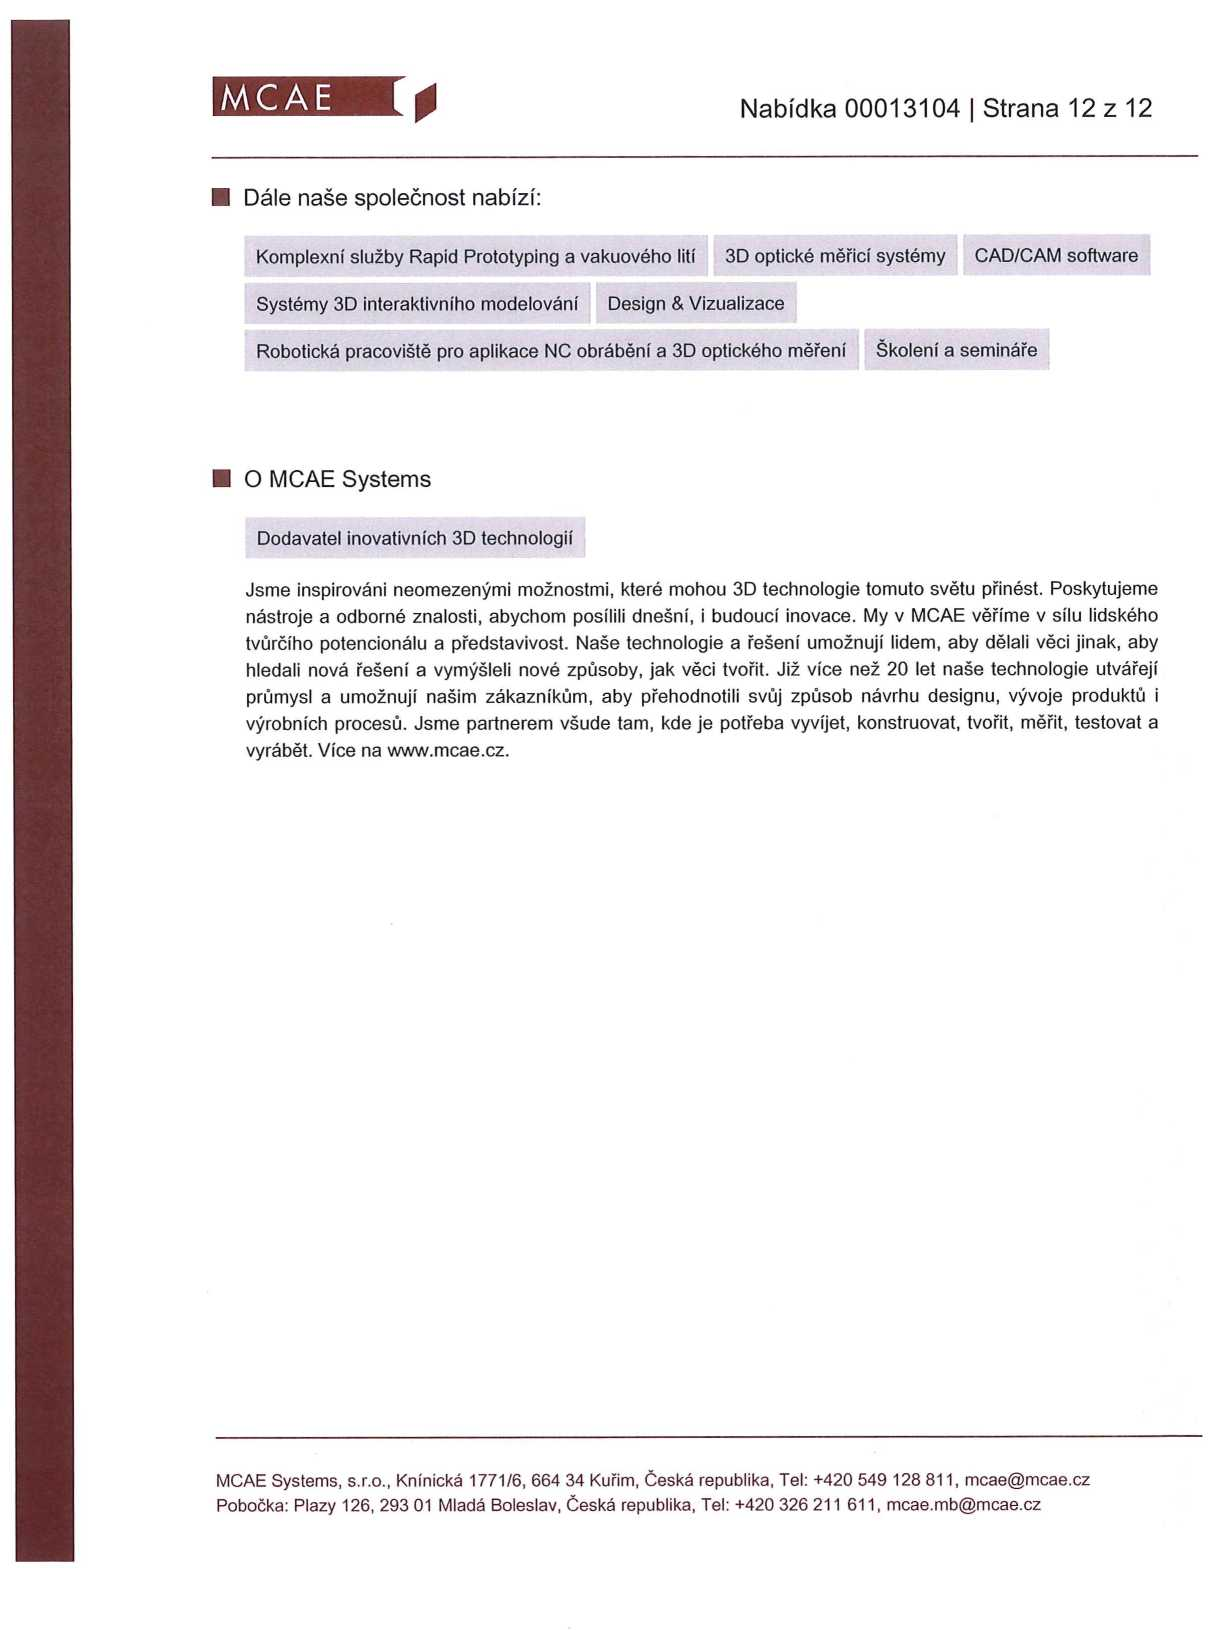 MCAE
Nabídka 00013104 | Strana 12 z 12
Dále naše společnost nabízí:
Komplexní služby Rapid Prototyping a vakuového lití 3D optické měřicí systémy CAD/CAM software
Systémy 3D interaktivního modelování Design & Vizualizace
Robotická pracoviště pro aplikace NC obrábění a 3D optického měření Školení a semináře
O MCAE Systems
Dodavatel inovativních 3D technologií
Jsme inspirováni neomezenými možnostmi, které mohou 3D technologie tomuto světu přinést. Poskytujeme
nástroje a odborné znalosti, abychom posílili dnešní, i budoucí inovace. My v MCAE věříme v sílu lidského
tvůrčího potencionálu a představivost. Naše technologie a řešení umožnují lidem, aby dělali věci jinak, aby
hledali nová řešení a vymýšleli nové způsoby, jak věci tvořit. Již více než 20 let naše technologie utvářejí
průmysl a umožnují našim zákazníkům, aby přehodnotili svůj způsob návrhu designu, vývoje produktů i
výrobních procesů. Jsme partnerem všude tam, kde je potřeba vyvíjet, konstruovat, tvořit, měřit, testovat a
vyrábět. Více na www.mcae.cz.
MCAE Systems, s.r.o., Knínická 1771/6, 664 34 Kuřim, Česká republika, Tel: +420 549 128 811, mcae@mcae.cz
Pobočka: Plazy 126, 293 01 Mladá Boleslav, Česká republika, Tel: +420 326 211 611, mcae.mb@mcae.cz